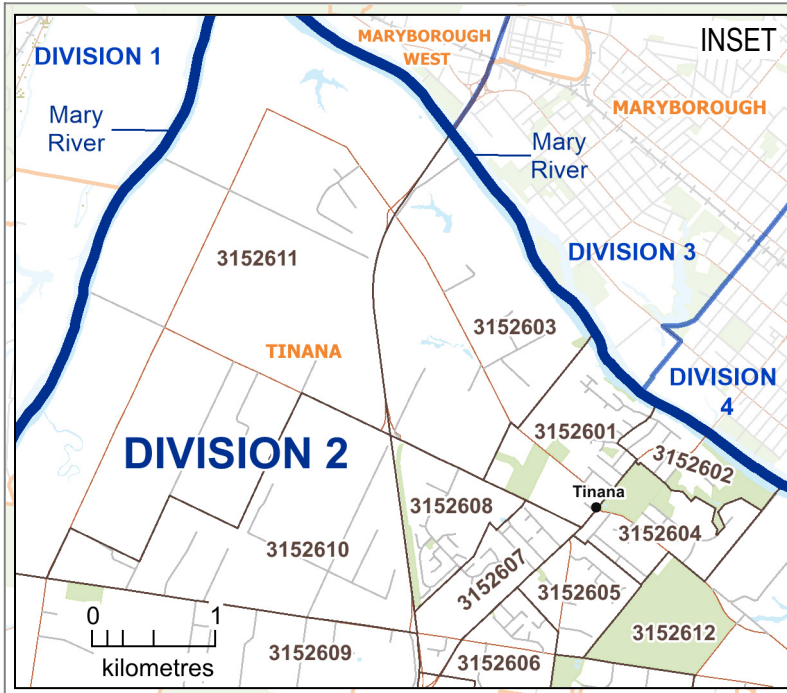 MARYBOROUGH
WEST
INSET
DIVISION 1
MARYBOROUGH
Mary
River
Mary
River
3152611
DIVISION 3
3152603
TINANA
DIVISION
4
3152601
DIVISION 2
3152602
Tinana
3152608
3152604
3152610
3152607
3152605
0 1
kilometres
3152612
3152609
3152606